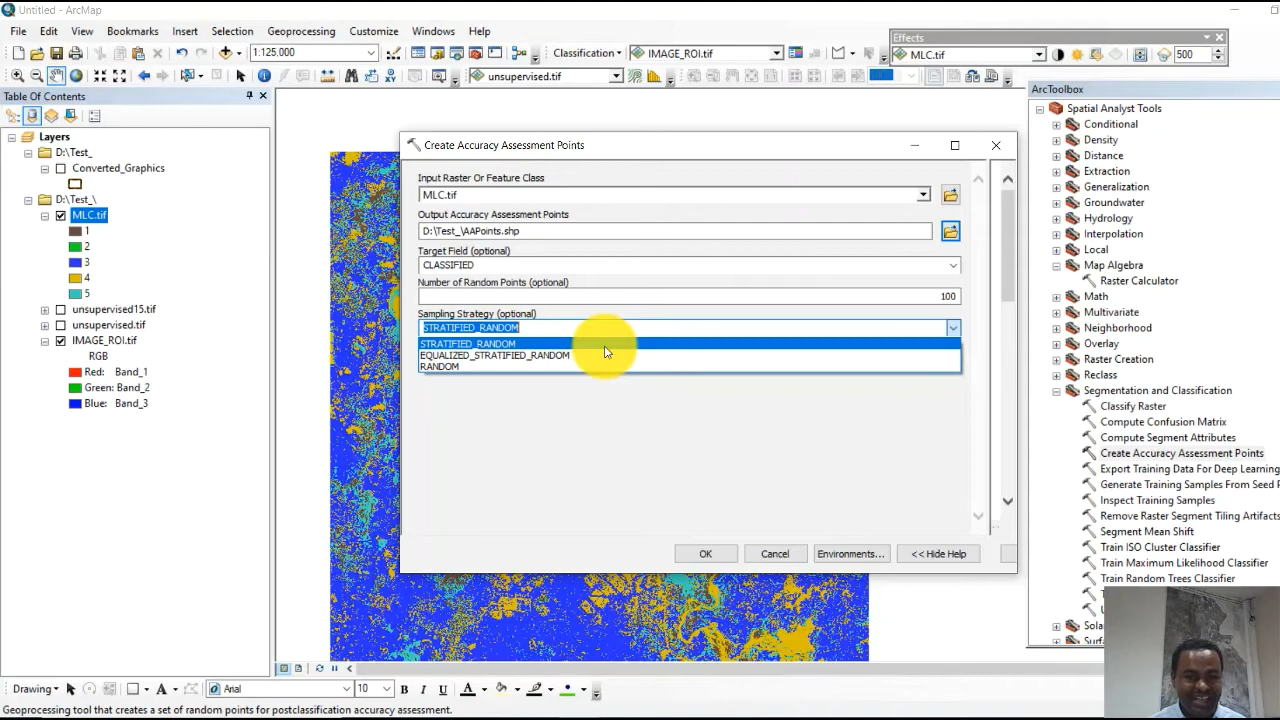 Untitled - ArcMap
File Edit View Bookmarks Insert Selection Geoprocessing Customize Windows Help
Effects
1:125,000
Classification
IMAGE_ROI.tif
MLC.tif
500
unsupervised.tif
Table Of Contents
Layers
D:\Test_
Converted_Graphics
D:\Test_\
MLC.tif
1
2
3
4
5
unsupervised15.tif
unsupervised.tif
IMAGE_ROI.tif
RGB
Red: Band_1
Green: Band_2
Blue: Band_3
Create Accuracy Assessment Points
Input Raster Or Feature Class
MLC.tif
Output Accuracy Assessment Points
D:\Test_\AAPoints.shp
Target Field (optional)
CLASSIFIED
Number of Random Points (optional)
100
Sampling Strategy (optional)
STRATIFIED_RANDOM
STRATIFIED_RANDOM
EQUALIZED_STRATIFIED_RANDOM
RANDOM
OK
Cancel
Environments...
<< Hide Help
ArcToolbox
Spatial Analyst Tools
Conditional
Density
Distance
Extraction
Generalization
Groundwater
Hydrology
Interpolation
Local
Map Algebra
Raster Calculator
Math
Multivariate
Neighborhood
Overlay
Raster Creation
Reclass
Segmentation and Classification
Classify Raster
Compute Confusion Matrix
Compute Segment Attributes
Create Accuracy Assessment Points
Export Training Data For Deep Learning
Generate Training Samples From Seed P
Inspect Training Samples
Remove Raster Segment Tiling Artifacts
Segment Mean Shift
Train ISO Cluster Classifier
Train Maximum Likelihood Classifier
Train Random Trees Classifier
Drawing
Arial
10
B I U A
Geoprocessing tool that creates a set of random points for postclassification accuracy assessment.